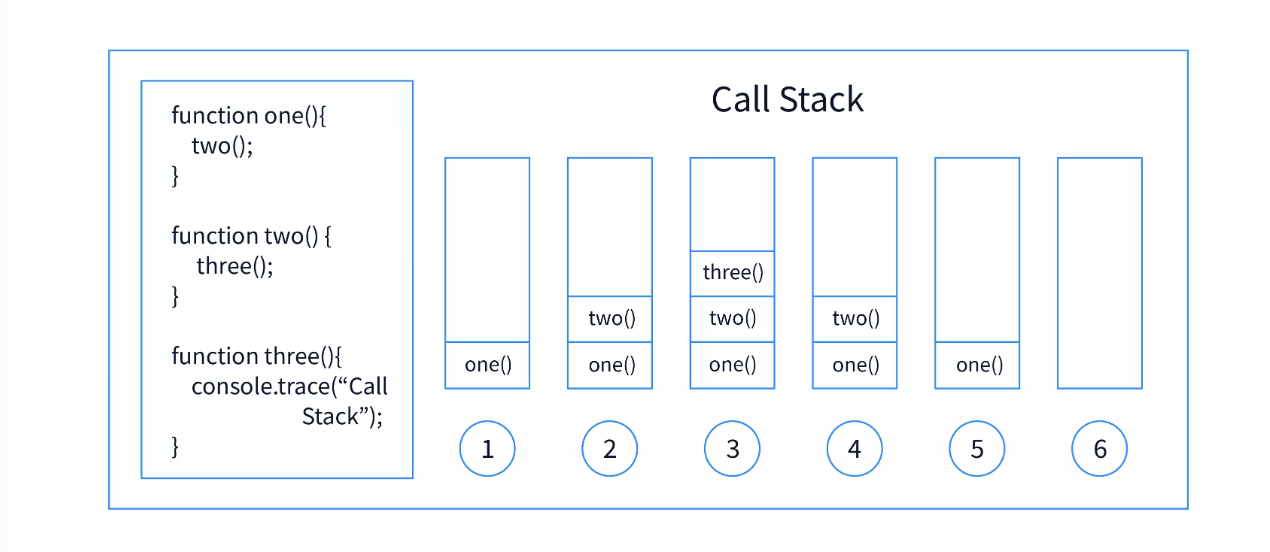 function one(){
two();
}
function two() {
three();
}
function three(){
console.trace(“Call
Stack”);
}
Call Stack
one()
two()
one()
three()
two()
one()
two()
one()
one()
1
2
3
4
5
6